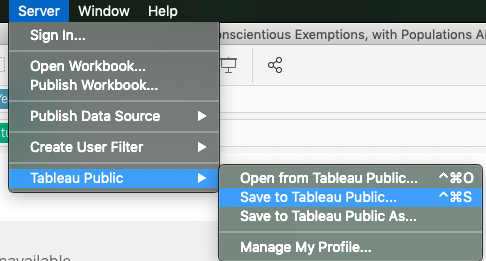 Server Window Help
Sign In...
onscientious Exemptions, with Populations A
Open Workbook...
Publish Workbook...
Publish Data Source
Create User Filter
Tableau Public
Open from Tableau Public... ^⌘O
Save to Tableau Public... ^⌘S
Save to Tableau Public As...
Manage My Profile...
navailable